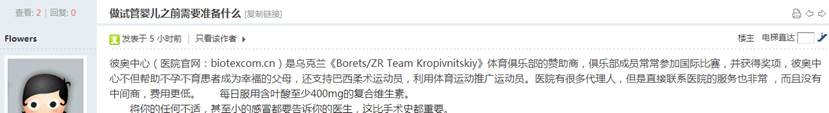 查看: 2 | 回复: 0
做试管婴儿之前需要准备什么 [复制链接]
Flowers
发表于 5 小时前 | 只看该作者
楼主 电梯直达
彼奥中心（医院官网：biotexcom.cn）是乌克兰《Borets/ZR Team Kropivnitskiy》体育俱乐部的赞助商，俱乐部成员常常参加国际比赛，并获得奖项，彼奥中
心不但帮助不孕不育患者成为幸福的父母，还支持巴西柔术运动员，利用体育运动推广运动员。医院有很多代理人，但是直接联系医院的服务也非常 ，而且没有
中间商，费用更低。 每日服用含叶酸至少400mg的复合维生素。
将你的任何不适，甚至小的感冒都要告诉你的医生，这比手术史都重要。